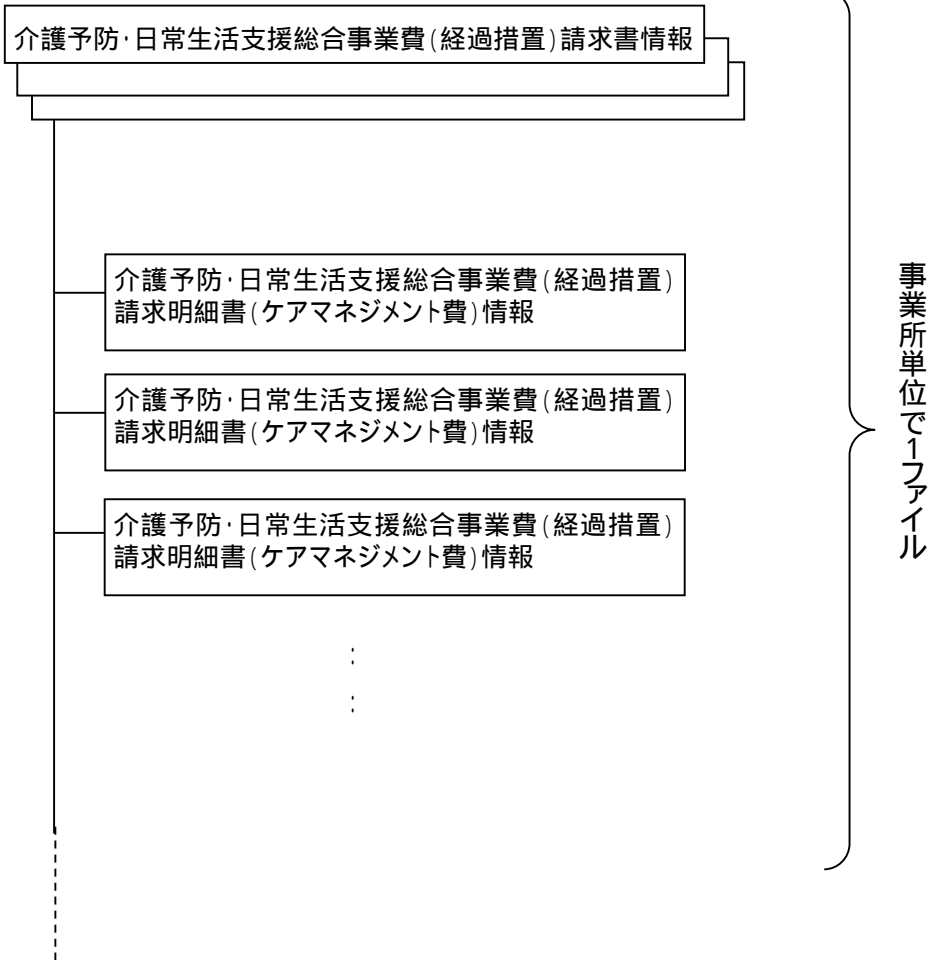 介護予防･日常生活支援総合事業費(経過措置)請求書情報
介護予防･日常生活支援総合事業費(経過措置)
請求明細書(ケアマネジメント費)情報
介護予防･日常生活支援総合事業費(経過措置)
請求明細書(ケアマネジメント費)情報
介護予防･日常生活支援総合事業費(経過措置)
請求明細書(ケアマネジメント費)情報
:
:
事業所単位で1ファイル